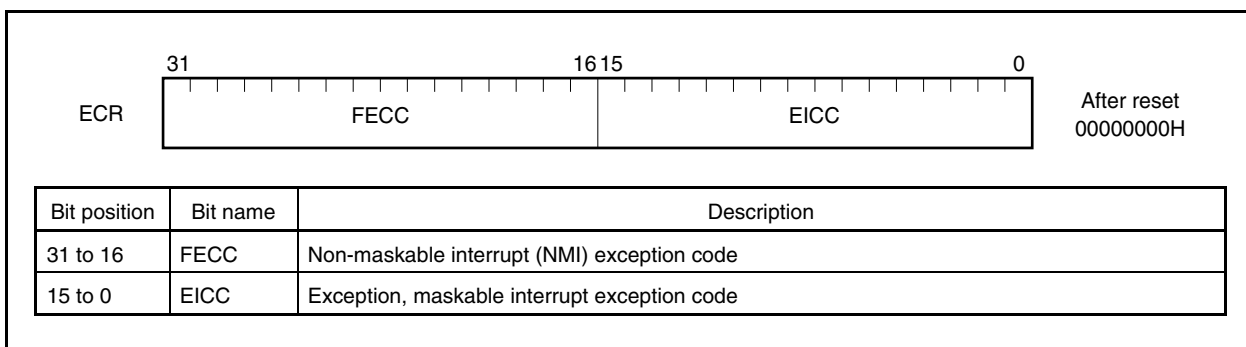 31 16 15 0
ECR FECC EICC After reset
00000000H
Bit position Bit name Description
31 to 16 FECC Non-maskable interrupt (NMI) exception code
15 to 0 EICC Exception, maskable interrupt exception code